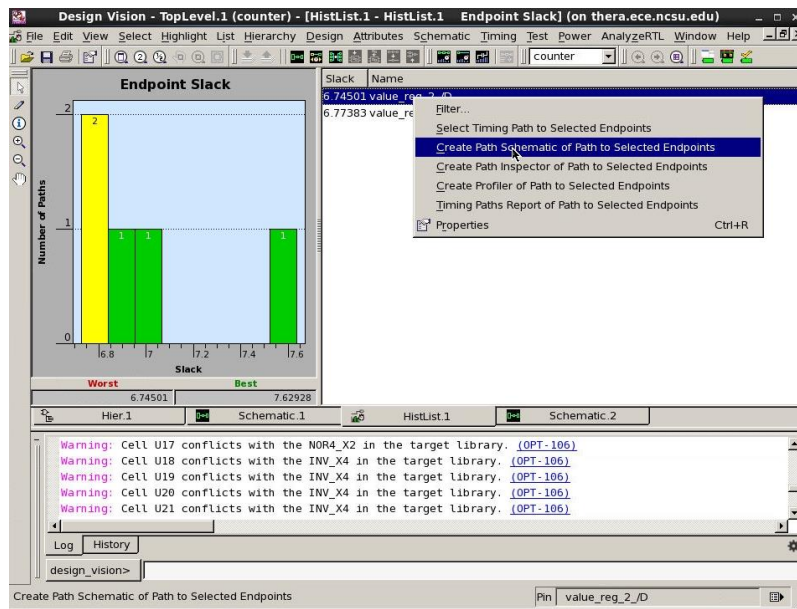 Design Vision - TopLevel.1 (counter) - [HistList.1 - HistList.1 Endpoint Slack] (on thera.ece.ncsu.edu)
File Edit View Select Highlight List Hierarchy Design Attributes Schematic Timing Test Power AnalyzeRTL Window Help
counter
Endpoint Slack
Slack Name
6.74501 value_reg_2_/D
6.77383 value_re
Filter...
Select Timing Path to Selected Endpoints
Create Path Schematic of Path to Selected Endpoints
Create Path Inspector of Path to Selected Endpoints
Create Profiler of Path to Selected Endpoints
Timing Paths Report of Path to Selected Endpoints
Properties Ctrl+R
Number of Paths
2
1
0
2
1 1 1
6.8 7 7.2 7.4 7.6
Slack
Worst Best
6.74501 7.62928
Hier.1 Schematic.1 HistList.1 Schematic.2
Warning: Cell U17 conflicts with the NOR4_X2 in the target library. (OPT-106)
Warning: Cell U18 conflicts with the INV_X4 in the target library. (OPT-106)
Warning: Cell U19 conflicts with the INV_X4 in the target library. (OPT-106)
Warning: Cell U20 conflicts with the INV_X4 in the target library. (OPT-106)
Warning: Cell U21 conflicts with the INV_X4 in the target library. (OPT-106)
Log History
design_vision>
Create Path Schematic of Path to Selected Endpoints Pin value_reg_2_/D